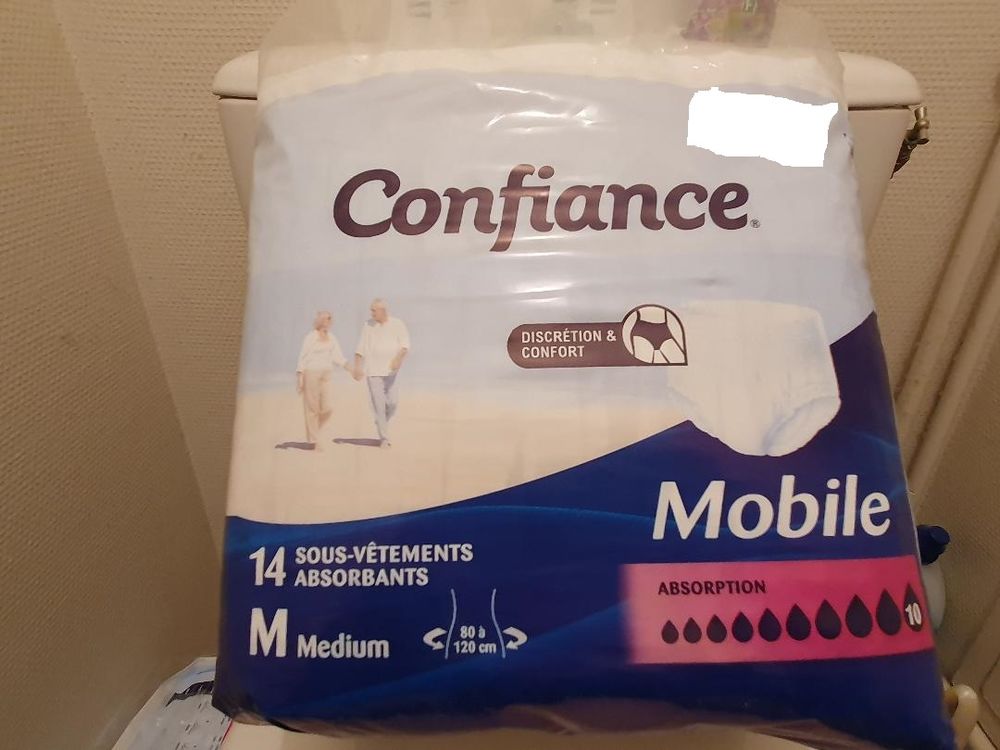 Confiance®
DISCRÉTION &
CONFORT
Mobile
14 SOUS-VÊTEMENTS
ABSORBANTS
M Medium
80 à
120 cm
ABSORPTION
10